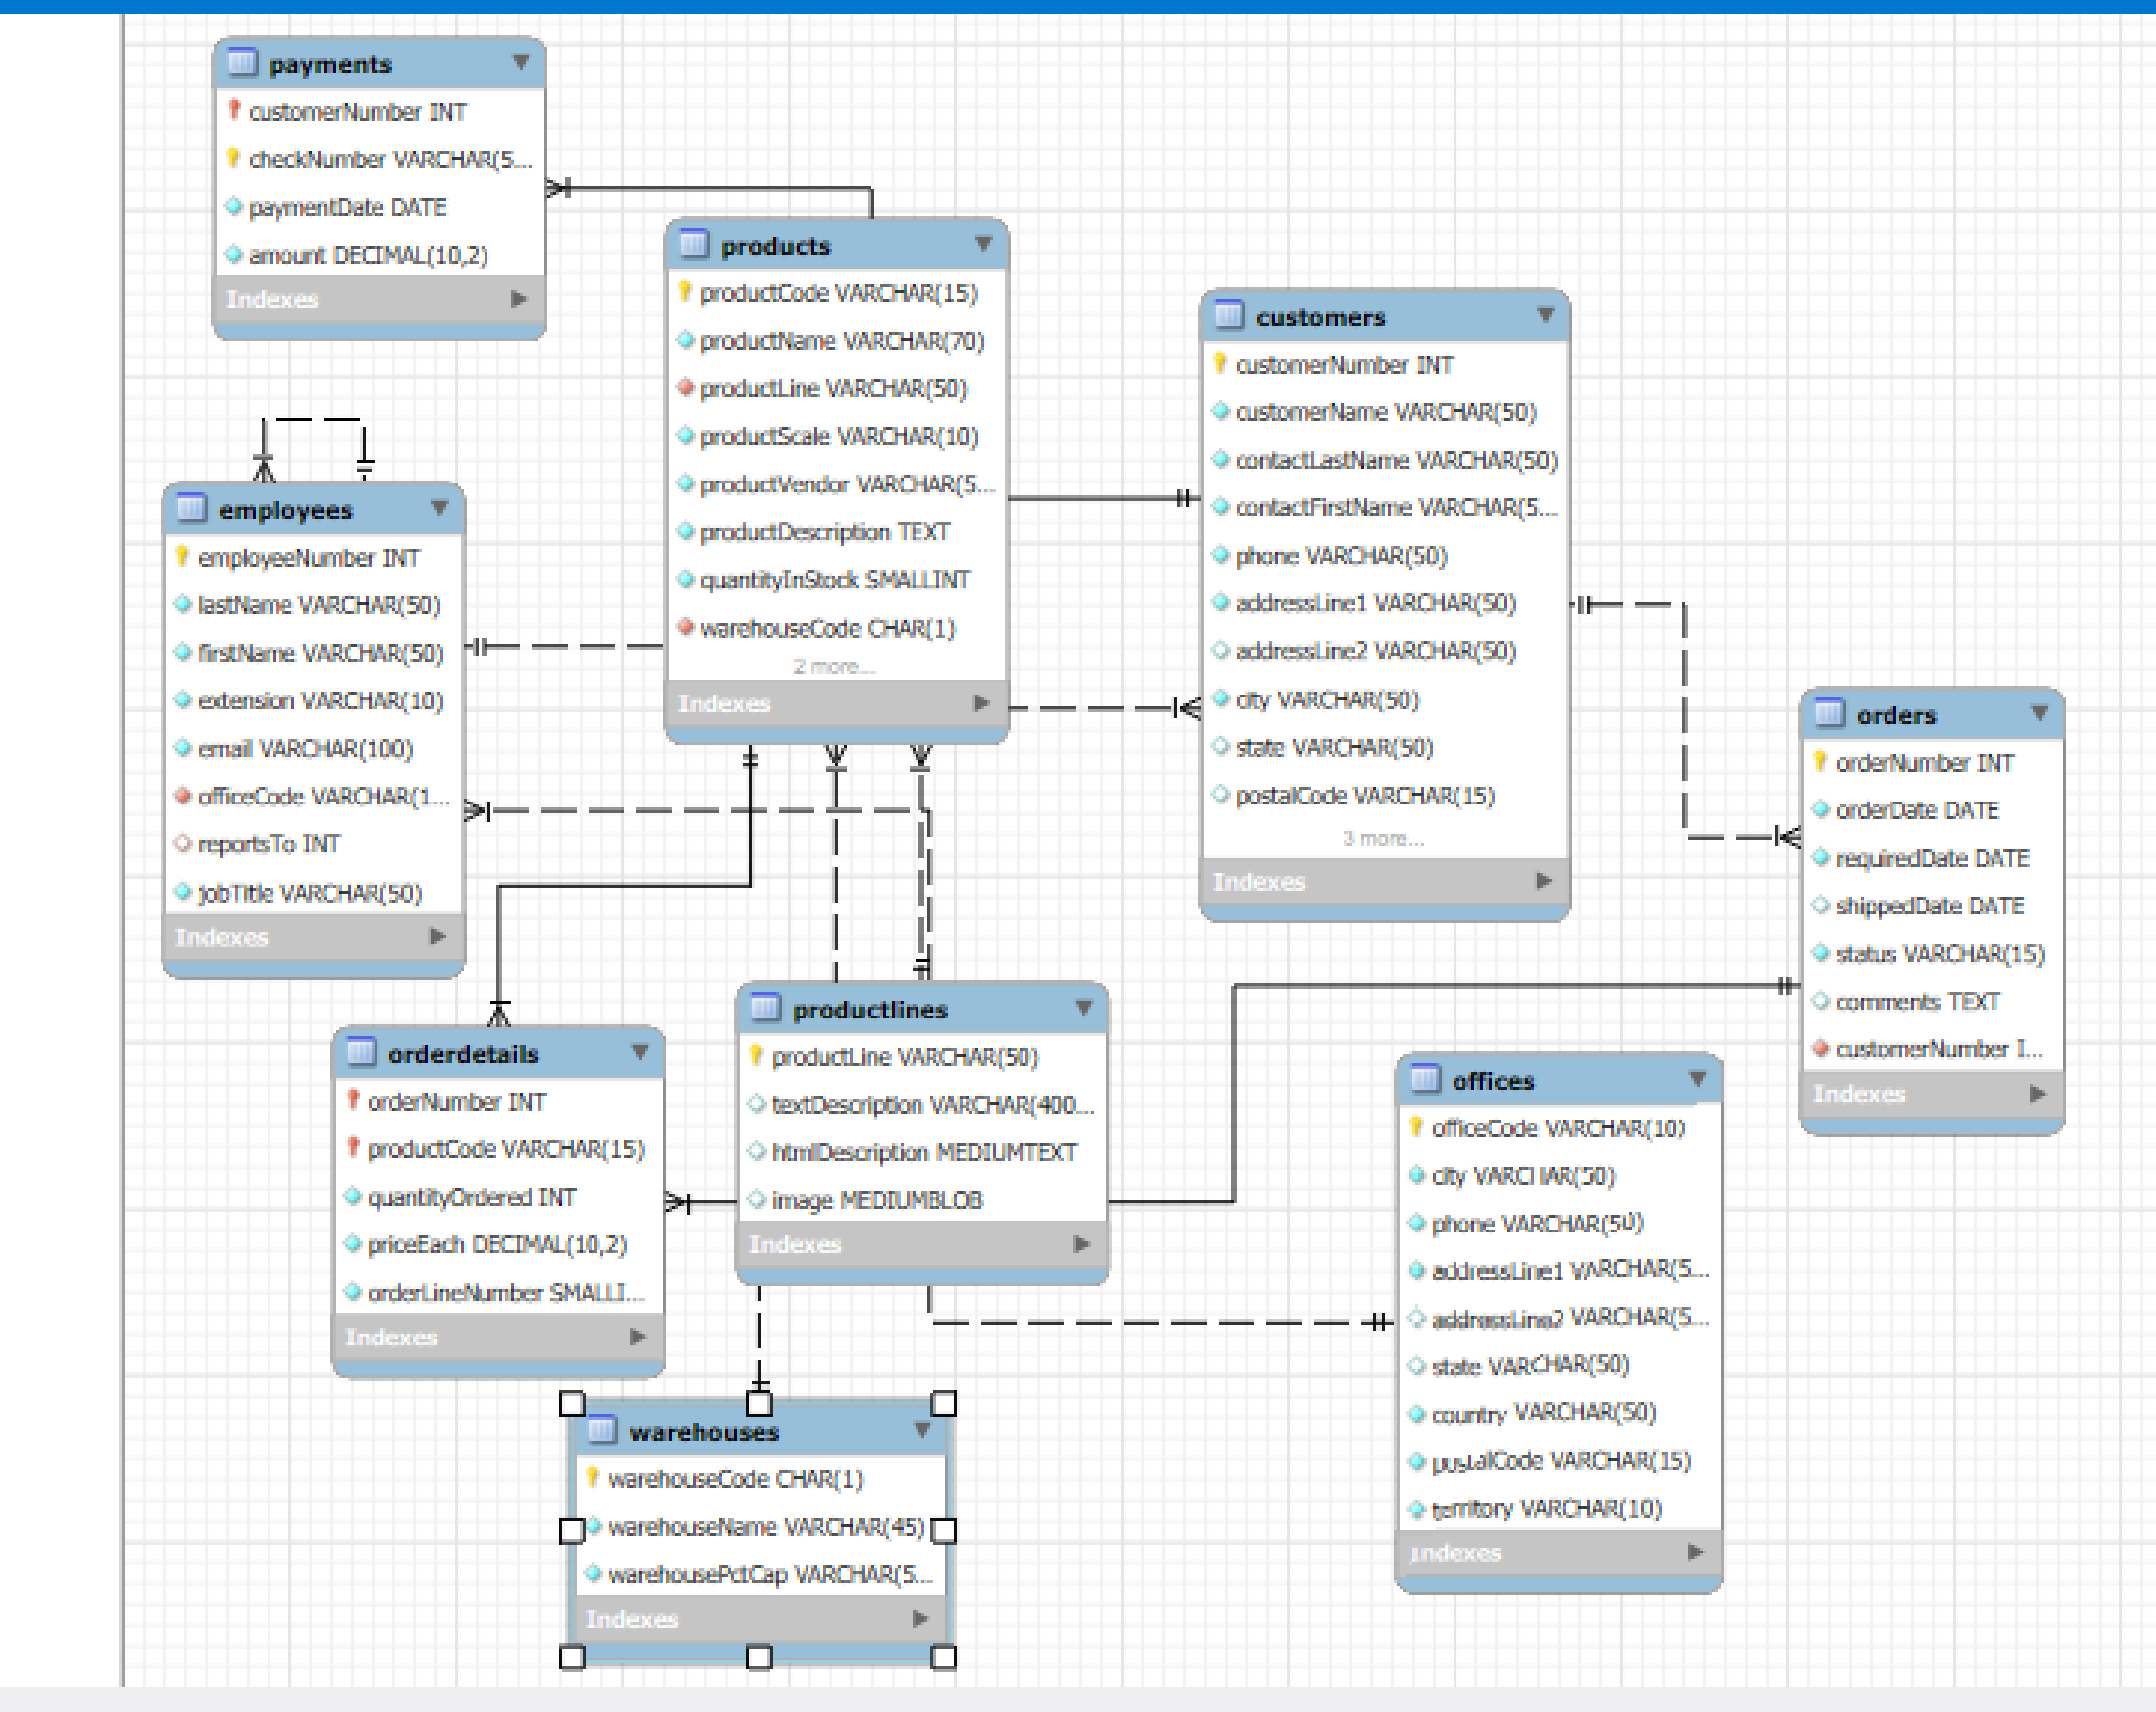 payments
customerNumber INT
checkNumber VARCHAR(5...
paymentDate DATE
amount DECIMAL(10,2)
Indexes
products
productCode VARCHAR(15)
productName VARCHAR(70)
productLine VARCHAR(50)
productScale VARCHAR(10)
productVendor VARCHAR(5...
productDescription TEXT
quantityInStock SMALLINT
warehouseCode CHAR(1)
2 more...
Indexes
customers
customerNumber INT
customerName VARCHAR(50)
contactLastName VARCHAR(50)
contactFirstName VARCHAR(5...
phone VARCHAR(50)
addressLine1 VARCHAR(50)
addressLine2 VARCHAR(50)
city VARCHAR(50)
state VARCHAR(50)
postalCode VARCHAR(15)
3 more...
Indexes
employees
employeeNumber INT
lastName VARCHAR(50)
firstName VARCHAR(50)
extension VARCHAR(10)
email VARCHAR(100)
officeCode VARCHAR(1...
reportsTo INT
jobTitle VARCHAR(50)
Indexes
orders
orderNumber INT
orderDate DATE
requiredDate DATE
shippedDate DATE
status VARCHAR(15)
comments TEXT
customerNumber I...
Indexes
orderdetails
orderNumber INT
productCode VARCHAR(15)
quantityOrdered INT
priceEach DECIMAL(10,2)
orderLineNumber SMALLI...
Indexes
productlines
productLine VARCHAR(50)
textDescription VARCHAR(400...
htmlDescription MEDIUMTEXT
image MEDIUMBLOB
Indexes
offices
officeCode VARCHAR(10)
city VARCHAR(50)
phone VARCHAR(50)
addressLine1 VARCHAR(5...
addressLine2 VARCHAR(5...
state VARCHAR(50)
country VARCHAR(50)
postalCode VARCHAR(15)
territory VARCHAR(10)
Indexes
warehouses
warehouseCode CHAR(1)
warehouseName VARCHAR(45)
warehousePctCap VARCHAR(5...
Indexes